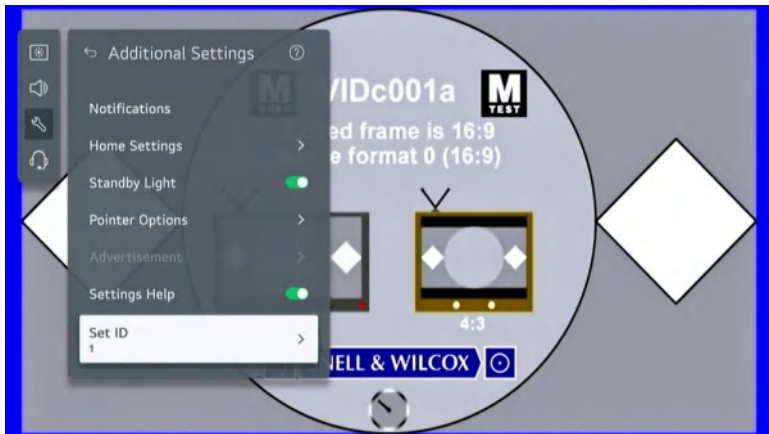 Additional Settings
Notifications
Home Settings
Standby Light
Pointer Options
Advertisement
Settings Help
Set ID
1
VIDc001a
M
TEST
M
TEST
ed frame is 16:9
e format 0 (16:9)
4:3
NELL & WILCOX